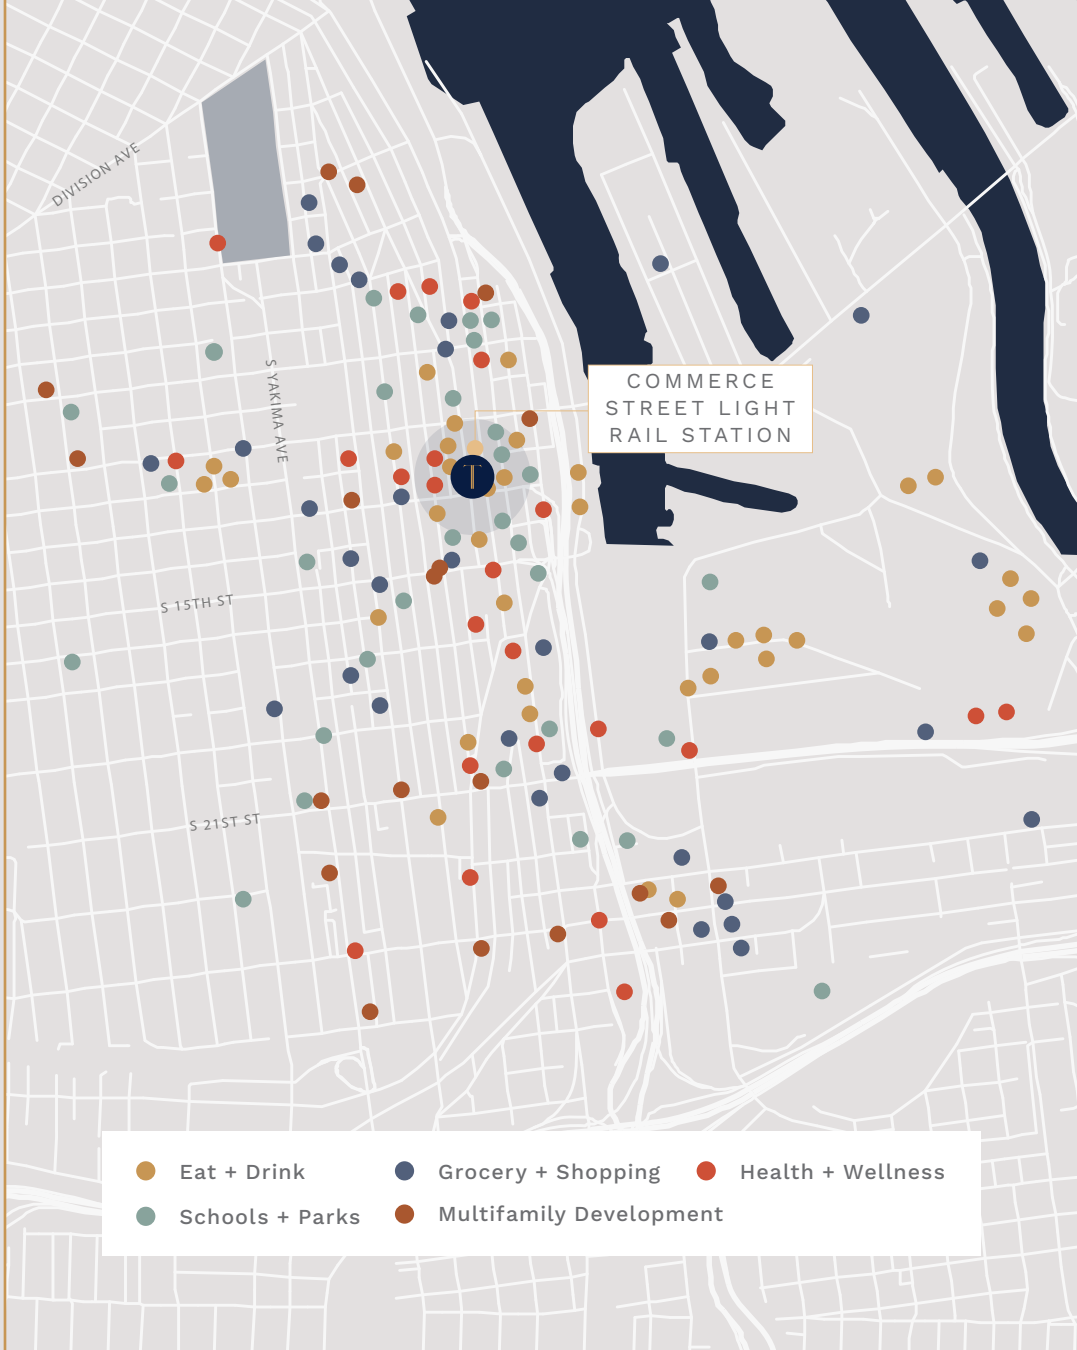 DIVISION AVE
S YAKIMA AVE
COMMERCE
STREET LIGHT
RAIL STATION
T
S 15TH ST
S 21ST ST
Eat + Drink
Grocery + Shopping
Health + Wellness
Schools + Parks
Multifamily Development